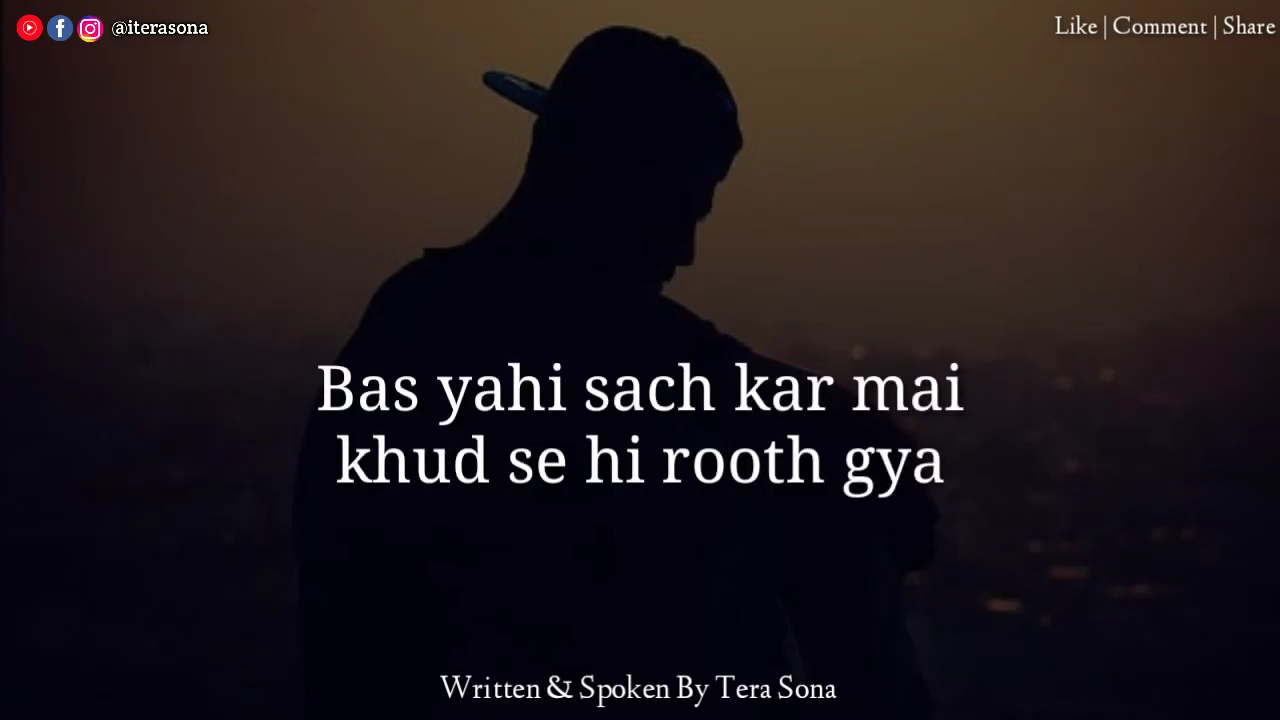 @iterasona
Like | Comment | Share
Bas yahi sach kar mai
khud se hi rooth gya
Written & Spoken By Tera Sona